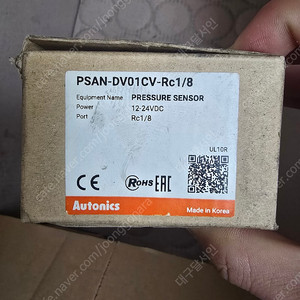 PSAN-DV01CV-Rc1/8
Equipment Name PRESSURE SENSOR
Power 12-24VDC
Port Rc1/8
UL10R
CE RoHS EAC
Autonics
Made in Korea